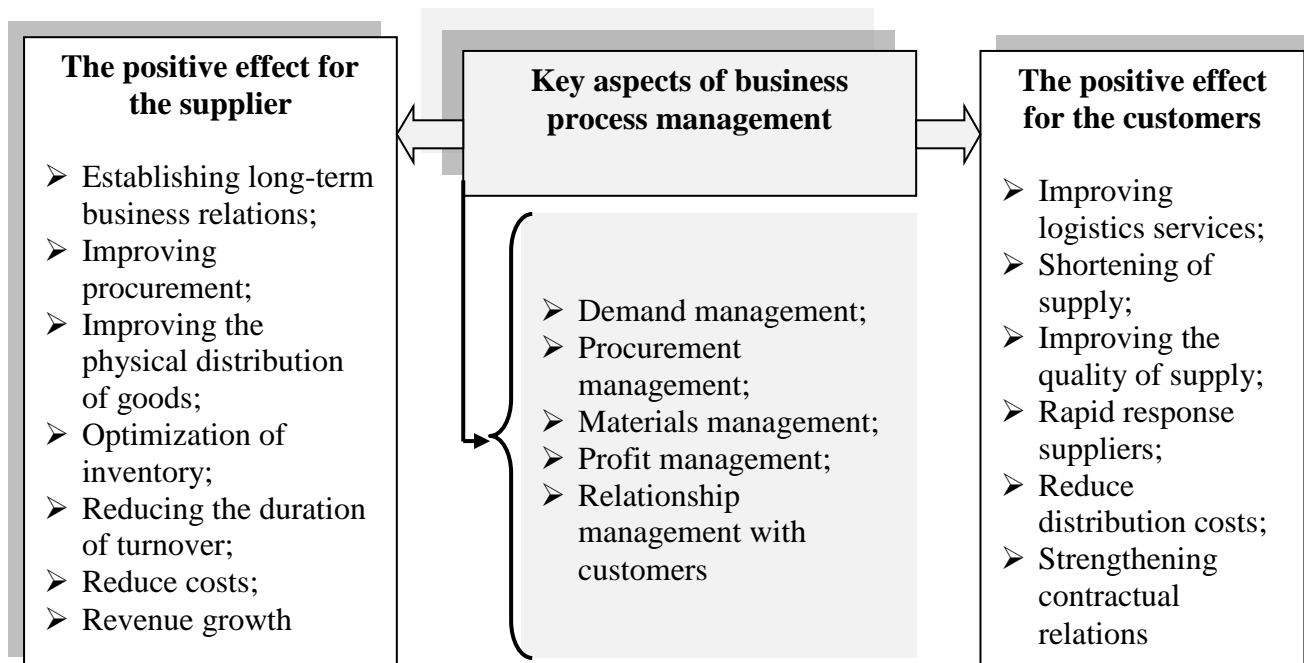 The positive effect for
the supplier
➢ Establishing long-term
business relations;
➢ Improving
procurement;
➢ Improving the
physical distribution
of goods;
➢ Optimization of
inventory;
➢ Reducing the duration
of turnover;
➢ Reduce costs;
➢ Revenue growth
Key aspects of business
process management
➢ Demand management;
➢ Procurement
management;
➢ Materials management;
➢ Profit management;
➢ Relationship
management with
customers
The positive effect
for the customers
➢ Improving
logistics services;
➢ Shortening of
supply;
➢ Improving the
quality of supply;
➢ Rapid response
suppliers;
➢ Reduce
distribution costs;
➢ Strengthening
contractual
relations